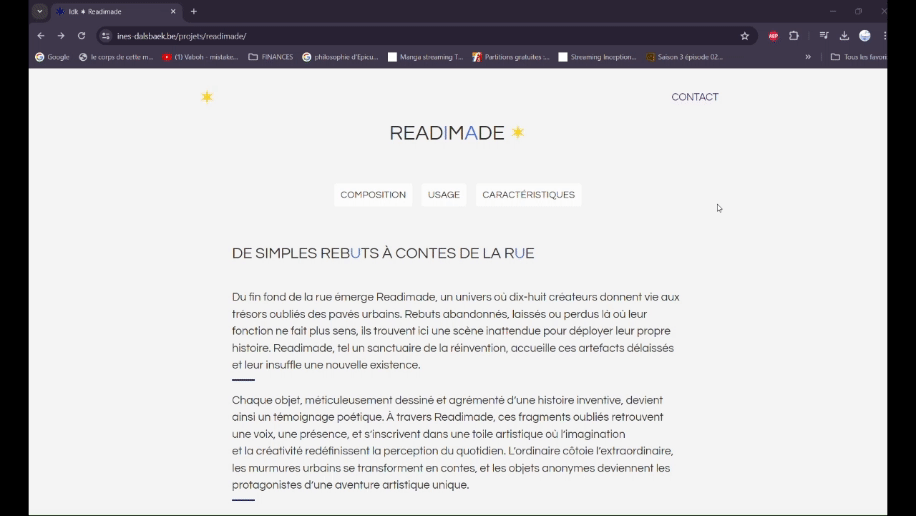 Idk ✶ Readimade
ines-dalsbaek.be/projets/readimade/
Google
le corps de cette m...
(1) Vaboh - mistake...
FINANCES
philosophie d'Epicu...
Manga streaming T...
Partitions gratuites :...
Streaming Inception...
Saison 3 épisode 02...
Tous les favoris
CONTACT
READIMADE
COMPOSITION USAGE CARACTÉRISTIQUES
DE SIMPLES REBUTS À CONTES DE LA RUE
Du fin fond de la rue émerge Readimade, un univers où dix-huit créateurs donnent vie aux
trésors oubliés des pavés urbains. Rebuts abandonnés, laissés ou perdus là où leur
fonction ne fait plus sens, ils trouvent ici une scène inattendue pour déployer leur propre
histoire. Readimade, tel un sanctuaire de la réinvention, accueille ces artefacts délaissés
et leur insuffle une nouvelle existence.
Chaque objet, méticuleusement dessiné et agrémenté d'une histoire inventive, devient
ainsi un témoignage poétique. À travers Readimade, ces fragments oubliés retrouvent
une voix, une présence, et s'inscrivent dans une toile artistique où l'imagination
et la créativité redéfinissent la perception du quotidien. L'ordinaire côtoie l'extraordinaire,
les murmures urbains se transforment en contes, et les objets anonymes deviennent les
protagonistes d'une aventure artistique unique.